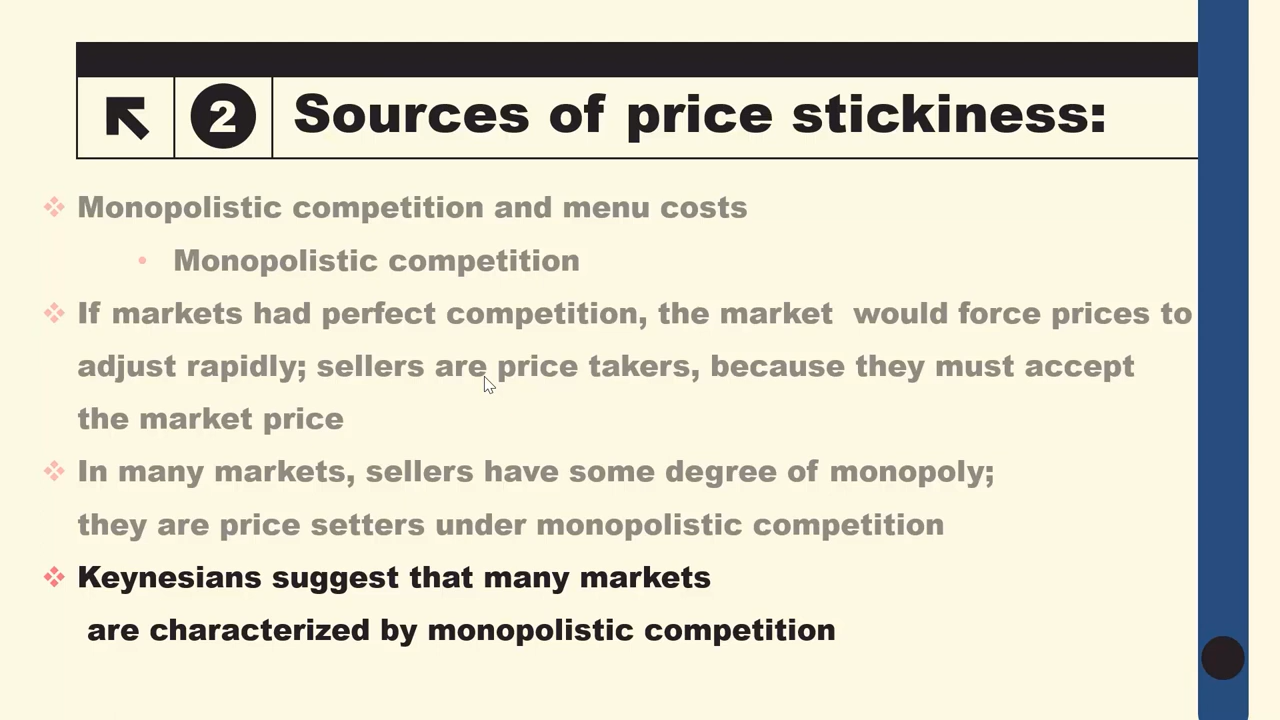 2
Sources of price stickiness:
Monopolistic competition and menu costs
Monopolistic competition
If markets had perfect competition, the market would force prices to
adjust rapidly; sellers are price takers, because they must accept
the market price
In many markets, sellers have some degree of monopoly;
they are price setters under monopolistic competition
Keynesians suggest that many markets
are characterized by monopolistic competition